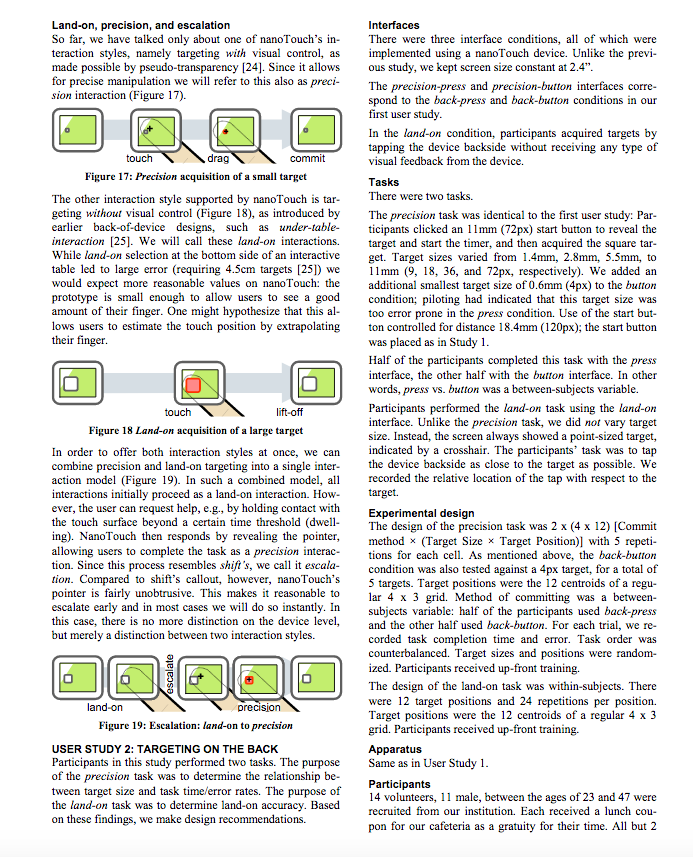 Land-on, precision, and escalation
So far, we have talked only about one of nanoTouch's in-
teraction styles, namely targeting with visual control, as
made possible by pseudo-transparency [24]. Since it allows
for precise manipulation we will refer to this also as preci-
sion interaction (Figure 17).
touch drag commit
Figure 17: Precision acquisition of a small target
The other interaction style supported by nanoTouch is tar-
geting without visual control (Figure 18), as introduced by
earlier back-of-device designs, such as under-table-
interaction [25]. We will call these land-on interactions.
While land-on selection at the bottom side of an interactive
table led to large error (requiring 4.5cm targets [25]) we
would expect more reasonable values on nanoTouch: the
prototype is small enough to allow users to see a good
amount of their finger. One might hypothesize that this al-
lows users to estimate the touch position by extrapolating
their finger.
touch lift-off
Figure 18 Land-on acquisition of a large target
In order to offer both interaction styles at once, we can
combine precision and land-on targeting into a single inter-
action model (Figure 19). In such a combined model, all
interactions initially proceed as a land-on interaction. How-
ever, the user can request help, e.g., by holding contact with
the touch surface beyond a certain time threshold (dwell-
ing). NanoTouch then responds by revealing the pointer,
allowing users to complete the task as a precision interac-
tion. Since this process resembles shift's, we call it escala-
tion. Compared to shift's callout, however, nanoTouch's
pointer is fairly unobtrusive. This makes it reasonable to
escalate early and in most cases we will do so instantly. In
this case, there is no more distinction on the device level,
but merely a distinction between two interaction styles.
escalate
land-on precision
Figure 19: Escalation: land-on to precision
USER STUDY 2: TARGETING ON THE BACK
Participants in this study performed two tasks. The purpose
of the precision task was to determine the relationship be-
tween target size and task time/error rates. The purpose of
the land-on task was to determine land-on accuracy. Based
on these findings, we make design recommendations.
Interfaces
There were three interface conditions, all of which were
implemented using a nanoTouch device. Unlike the previ-
ous study, we kept screen size constant at 2.4".
The precision-press and precision-button interfaces corre-
spond to the back-press and back-button conditions in our
first user study.
In the land-on condition, participants acquired targets by
tapping the device backside without receiving any type of
visual feedback from the device.
Tasks
There were two tasks.
The precision task was identical to the first user study: Par-
ticipants clicked an 11mm (72px) start button to reveal the
target and start the timer, and then acquired the square tar-
get. Target sizes varied from 1.4mm, 2.8mm, 5.5mm, to
11mm (9, 18, 36, and 72px, respectively). We added an
additional smallest target size of 0.6mm (4px) to the button
condition; piloting had indicated that this target size was
too error prone in the press condition. Use of the start but-
ton controlled for distance 18.4mm (120px); the start button
was placed as in Study 1.
Half of the participants completed this task with the press
interface, the other half with the button interface. In other
words, press vs. button was a between-subjects variable.
Participants performed the land-on task using the land-on
interface. Unlike the precision task, we did not vary target
size. Instead, the screen always showed a point-sized target,
indicated by a crosshair. The participants' task was to tap
the device backside as close to the target as possible. We
recorded the relative location of the tap with respect to the
target.
Experimental design
The design of the precision task was 2 x (4 x 12) [Commit
method × (Target Size × Target Position)] with 5 repeti-
tions for each cell. As mentioned above, the back-button
condition was also tested against a 4px target, for a total of
5 targets. Target positions were the 12 centroids of a regu-
lar 4 x 3 grid. Method of committing was a between-
subjects variable: half of the participants used back-press
and the other half used back-button. For each trial, we re-
corded task completion time and error. Task order was
counterbalanced. Target sizes and positions were random-
ized. Participants received up-front training.
The design of the land-on task was within-subjects. There
were 12 target positions and 24 repetitions per position.
Target positions were the 12 centroids of a regular 4 x 3
grid. Participants received up-front training.
Apparatus
Same as in User Study 1.
Participants
14 volunteers, 11 male, between the ages of 23 and 47 were
recruited from our institution. Each received a lunch cou-
pon for our cafeteria as a gratuity for their time. All but 2